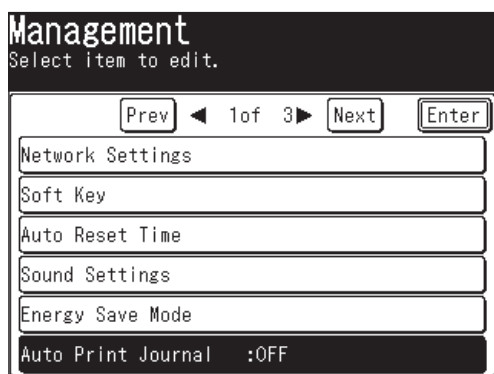 Management
Select item to edit.
Prev ◀ 1of 3▶ Next Enter
Network Settings
Soft Key
Auto Reset Time
Sound Settings
Energy Save Mode
Auto Print Journal :OFF